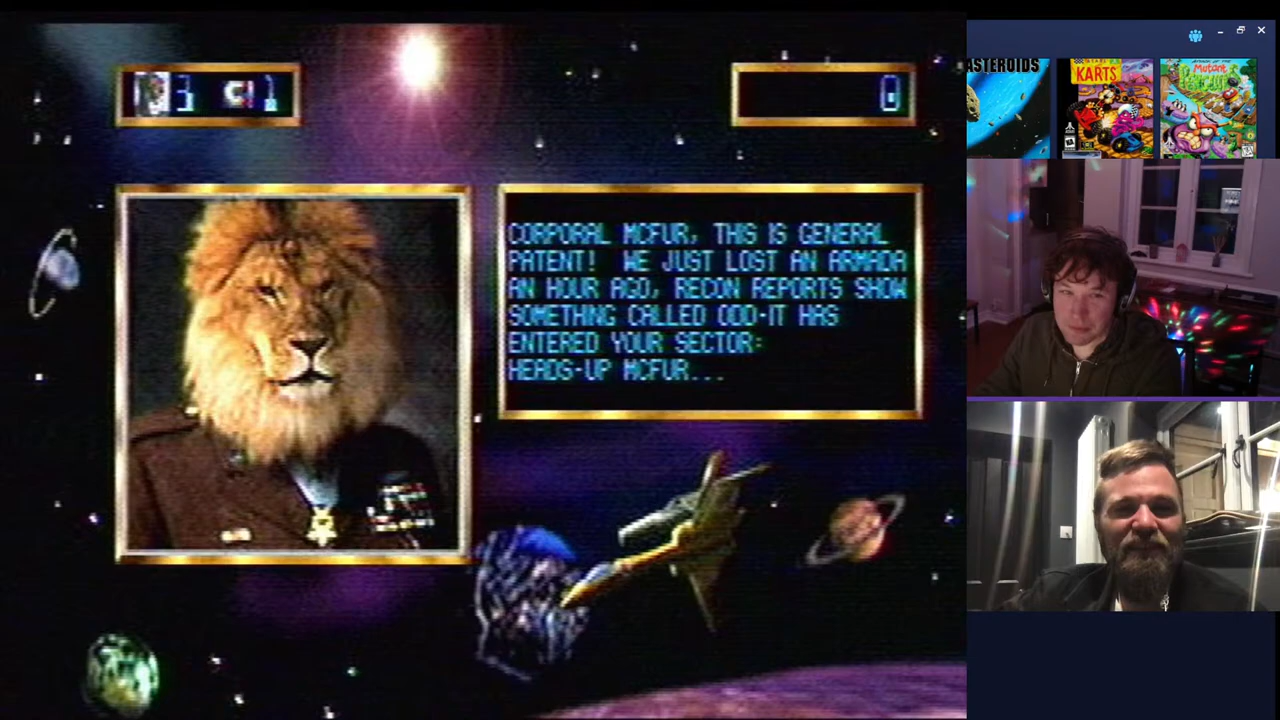 3 1
0
CORPORAL MCFUR, THIS IS GENERAL
PATENT! WE JUST LOST AN ARMADA
AN HOUR AGO, RECON REPORTS SHOW
SOMETHING CALLED ODD-IT HAS
ENTERED YOUR SECTOR:
HEADS-UP MCFUR...
ASTEROIDS
KARTS
Mutant